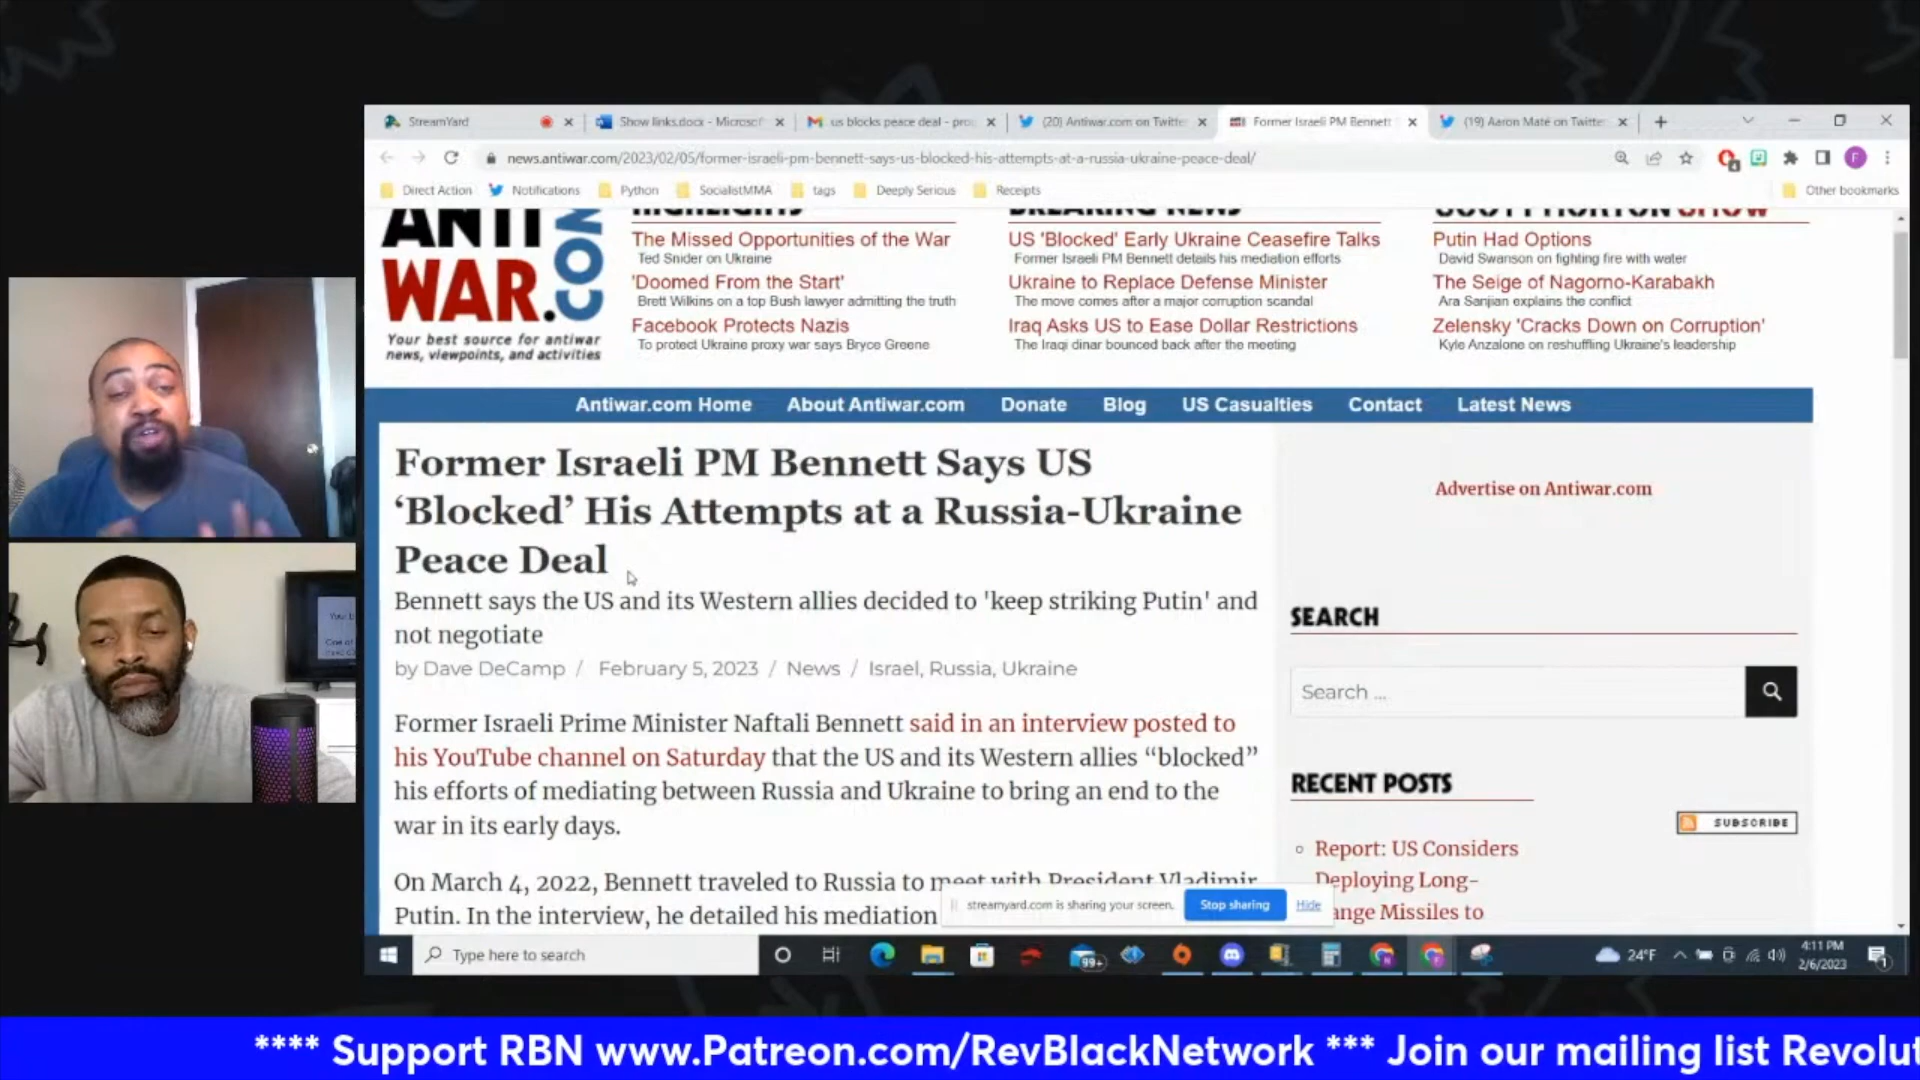 StreamYard
Show links.docx - Microsof
us blocks peace deal - pro
(20) Antiwar.com on Twitte
Former Israeli PM Bennett
(19) Aaron Maté on Twitte
news.antiwar.com/2023/02/05/former-israeli-pm-bennett-says-us-blocked-his-attempts-at-a-russia-ukraine-peace-deal/
Direct Action
Notifications
Python
SocialistMMA
tags
Deeply Serious
Receipts
Other bookmarks
ANTI
WAR.COM
Your best source for antiwar
news, viewpoints, and activities
HIGHLIGHTS
The Missed Opportunities of the War
Ted Snider on Ukraine
'Doomed From the Start'
Brett Wilkins on a top Bush lawyer admitting the truth
Facebook Protects Nazis
To protect Ukraine proxy war says Bryce Greene
BREAKING NEWS
US 'Blocked' Early Ukraine Ceasefire Talks
Former Israeli PM Bennett details his mediation efforts
Ukraine to Replace Defense Minister
The move comes after a major corruption scandal
Iraq Asks US to Ease Dollar Restrictions
The Iraqi dinar bounced back after the meeting
SCOTT HORTON SHOW
Putin Had Options
David Swanson on fighting fire with water
The Seige of Nagorno-Karabakh
Ara Sanjian explains the conflict
Zelensky 'Cracks Down on Corruption'
Kyle Anzalone on reshuffling Ukraine's leadership
Antiwar.com Home
About Antiwar.com
Donate
Blog
US Casualties
Contact
Latest News
Former Israeli PM Bennett Says US
‘Blocked’ His Attempts at a Russia-Ukraine
Peace Deal
Bennett says the US and its Western allies decided to 'keep striking Putin' and
not negotiate
by Dave DeCamp / February 5, 2023 / News / Israel, Russia, Ukraine
Former Israeli Prime Minister Naftali Bennett said in an interview posted to
his YouTube channel on Saturday that the US and its Western allies “blocked”
his efforts of mediating between Russia and Ukraine to bring an end to the
war in its early days.
On March 4, 2022, Bennett traveled to Russia to meet with President Vladimir
Putin. In the interview, he detailed his mediation
Advertise on Antiwar.com
SEARCH
Search ...
RECENT POSTS
SUBSCRIBE
Report: US Considers
Deploying Long-
ange Missiles to
streamyard.com is sharing your screen.
Stop sharing
Hide
Type here to search
99+
24°F
4:11 PM
2/6/2023
**** Support RBN www.Patreon.com/RevBlackNetwork *** Join our mailing list Revolut